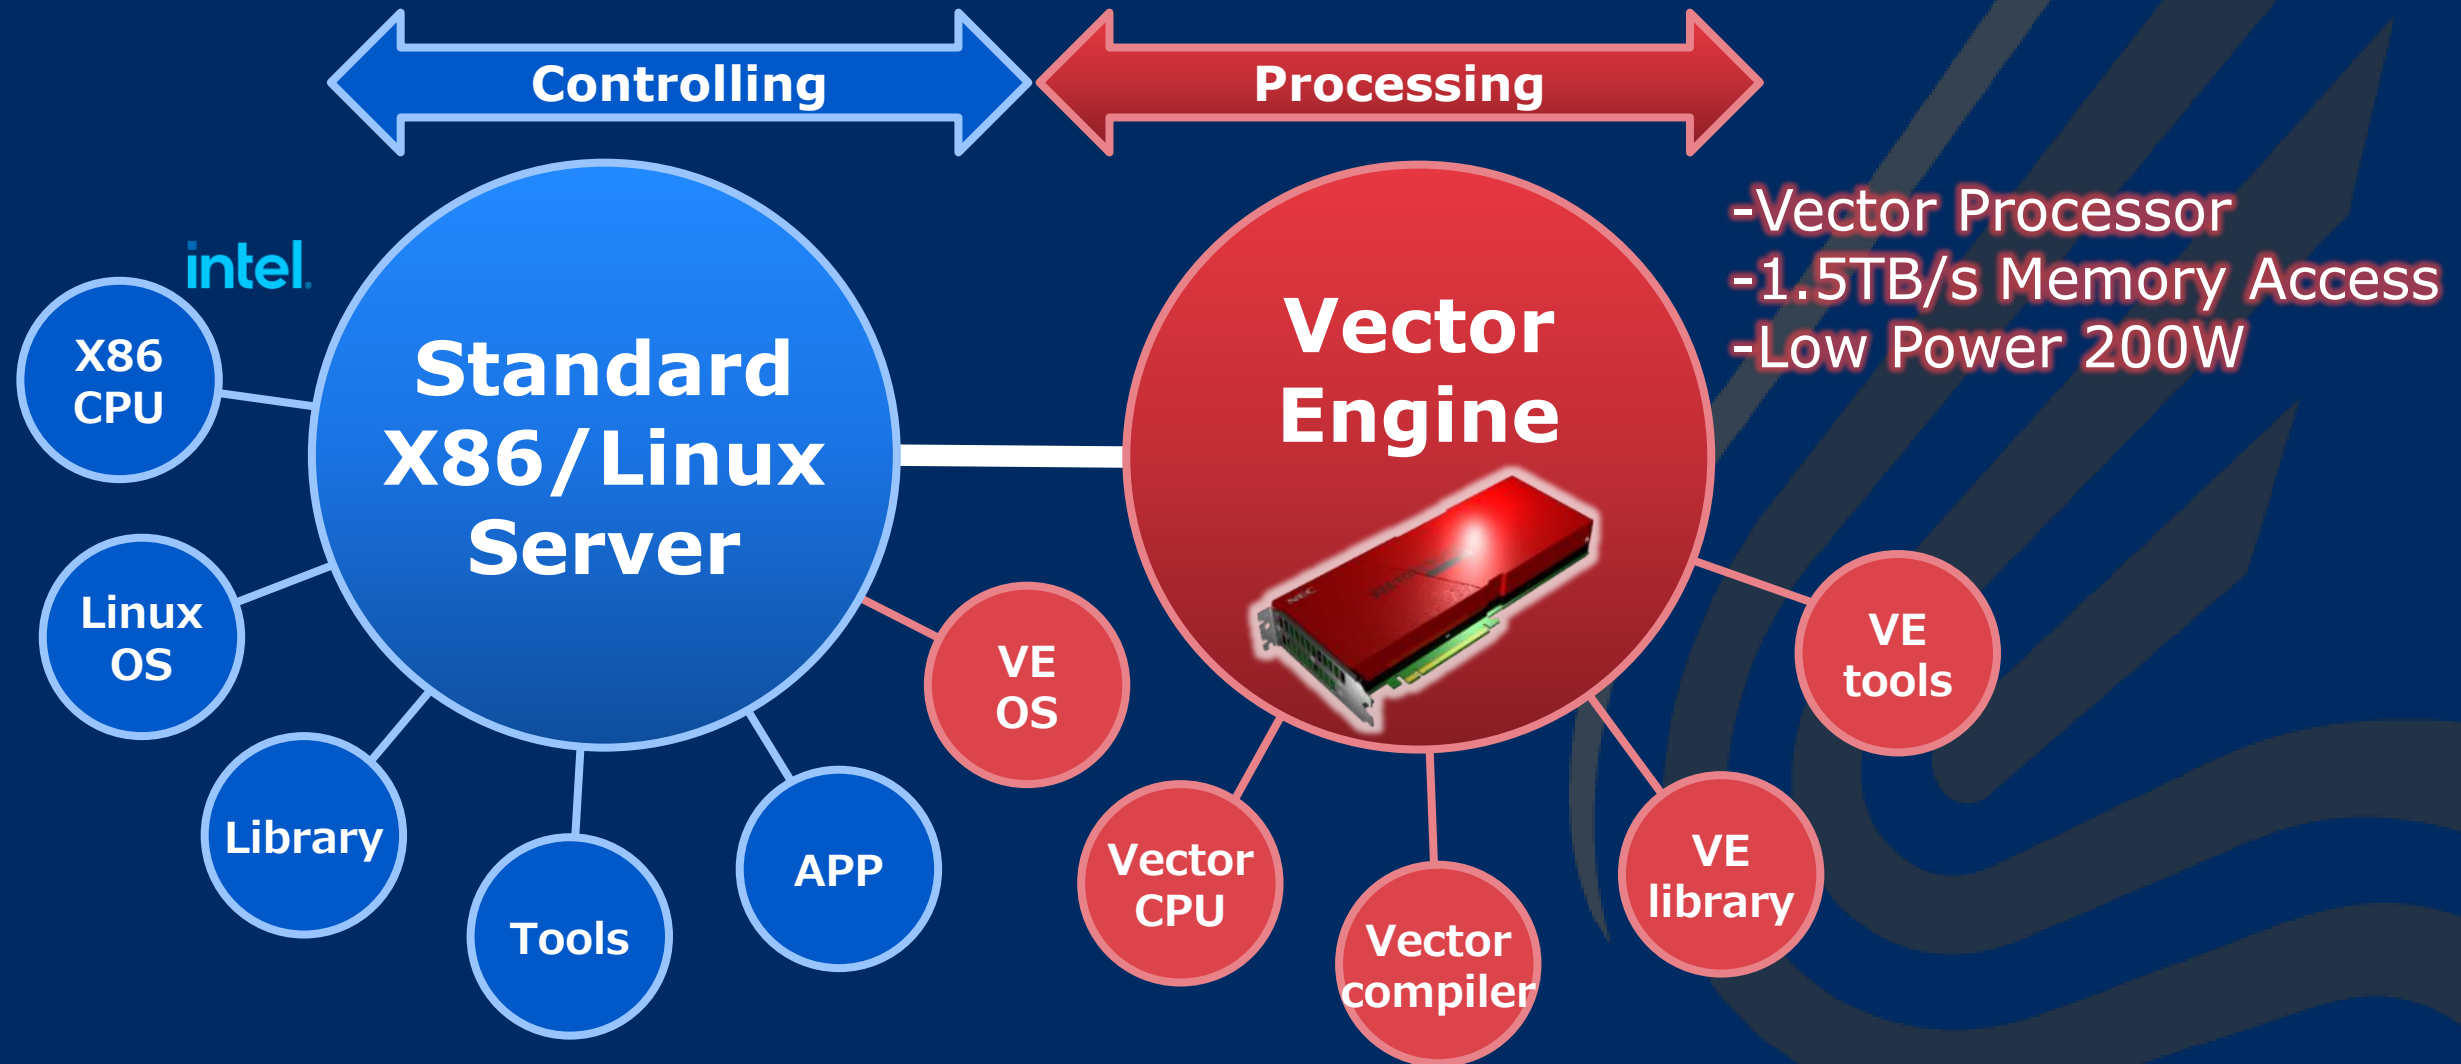 Controlling
Processing
intel.
X86
CPU
Standard
X86/Linux
Server
Vector
Engine
-Vector Processor
-1.5TB/s Memory Access
-Low Power 200W
Linux
OS
Library
Tools
APP
VE
OS
NEC
Vector
CPU
Vector
compiler
VE
library
VE
tools